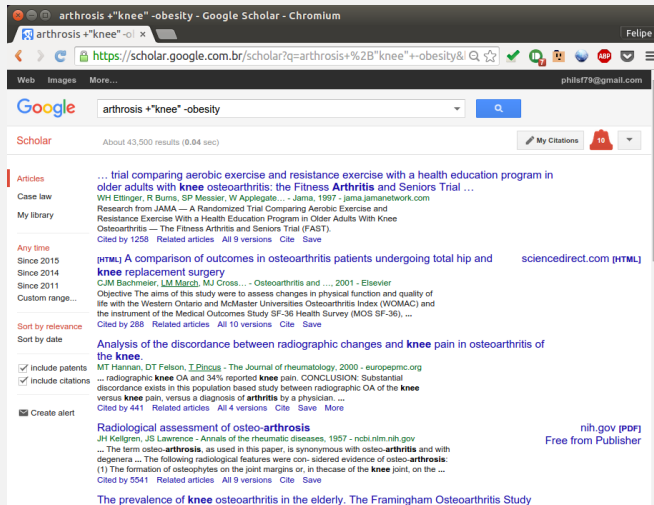 arthrosis +"knee" -obesity - Google Scholar - Chromium
arthrosis +"knee" -ol ×
Felipe
https://scholar.google.com.br/scholar?q=arthrosis+%2B"knee"+-obesity&
Web Images More…
philsf79@gmail.com
Google
arthrosis +"knee" -obesity
Scholar
About 43,500 results (0.04 sec)
My Citations
10
Articles
Case law
My library
Any time
Since 2015
Since 2014
Since 2011
Custom range...
Sort by relevance
Sort by date
include patents
include citations
Create alert
… trial comparing aerobic exercise and resistance exercise with a health education program in
older adults with knee osteoarthritis: the Fitness Arthritis and Seniors Trial …
WH Ettinger, R Burns, SP Messier, W Applegate… - Jama, 1997 - jama.jamanetwork.com
Research from JAMA — A Randomized Trial Comparing Aerobic Exercise and
Resistance Exercise With a Health Education Program in Older Adults With Knee
Osteoarthritis — The Fitness Arthritis and Seniors Trial (FAST).
Cited by 1258 Related articles All 9 versions Cite Save
[HTML] A comparison of outcomes in osteoarthritis patients undergoing total hip and
knee replacement surgery
sciencedirect.com [HTML]
CJM Bachmeier, LM March, MJ Cross… - Osteoarthritis and …, 2001 - Elsevier
Objective The aims of this study were to assess changes in physical function and quality of
life with the Western Ontario and McMaster Universities Osteoarthritis Index (WOMAC) and
the instrument of the Medical Outcomes Study SF-36 Health Survey (MOS SF-36), ...
Cited by 288 Related articles All 10 versions Cite Save
Analysis of the discordance between radiographic changes and knee pain in osteoarthritis of
the knee.
MT Hannan, DT Felson, T Pincus - The Journal of rheumatology, 2000 - europepmc.org
... radiographic knee OA and 34% reported knee pain. CONCLUSION: Substantial
discordance exists in this population based study between radiographic OA of the knee
versus knee pain, versus a diagnosis of arthritis by a physician. ...
Cited by 441 Related articles All 4 versions Cite Save More
Radiological assessment of osteo-arthrosis
JH Kellgren, JS Lawrence - Annals of the rheumatic diseases, 1957 - ncbi.nlm.nih.gov
... The term osteo-arthrosis, as used in this paper, is synonymous with osteo-arthritis and with
degenera ... The following radiological features were con- sidered evidence of osteo-arthrosis:
(1) The formation of osteophytes on the joint margins or, in thecase of the knee joint, on the ...
Cited by 5541 Related articles All 9 versions Cite Save
nih.gov [PDF]
Free from Publisher
The prevalence of knee osteoarthritis in the elderly. The Framingham Osteoarthritis Study